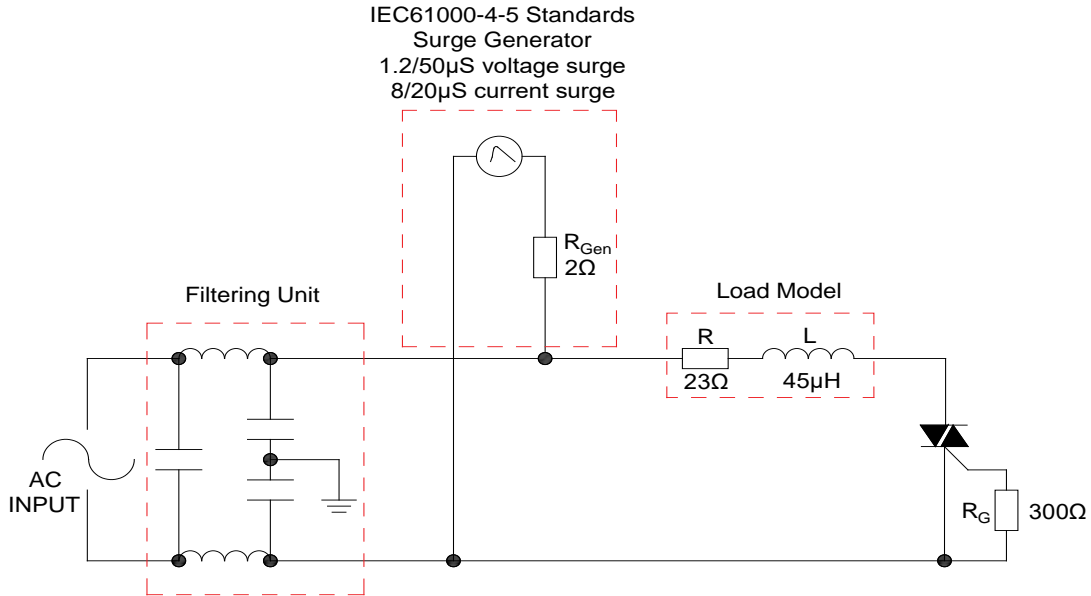 IEC61000-4-5 Standards
Surge Generator
1.2/50μS voltage surge
8/20μS current surge
RGen
2Ω
Filtering Unit
Load Model
R
L
23Ω
45μH
AC
INPUT
RG
300Ω